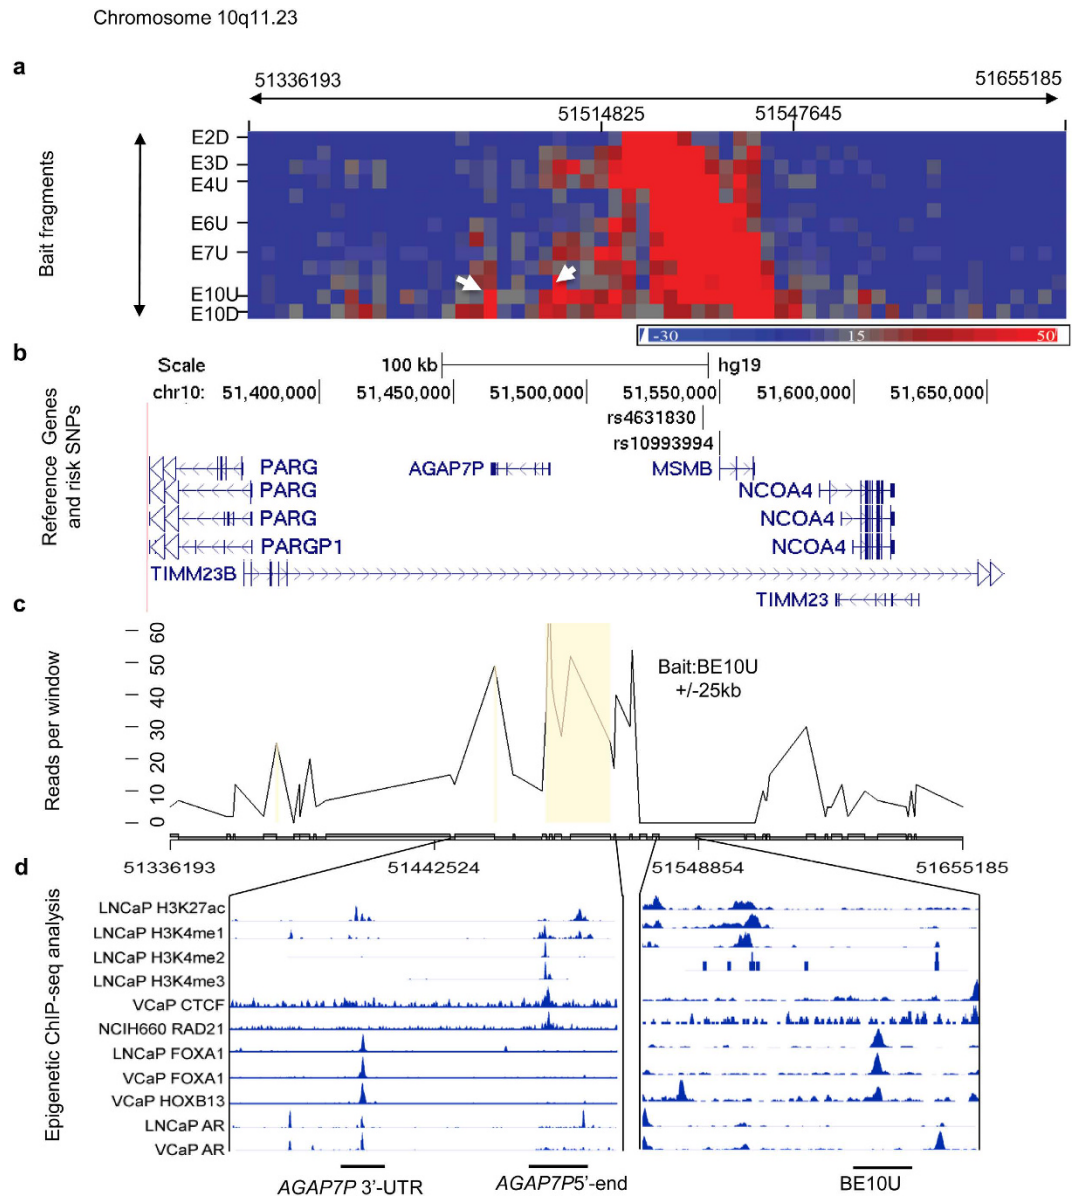 Chromosome 10q11.23
a
51336193 51655185
51514825 51547645
Bait fragments
E2D
E3D
E4U
E6U
E7U
E10U
E10D
-30 15 50
b
Reference Genes
and risk SNPs
Scale 100 kb hg19
chr10: 51,400,000 51,450,000 51,500,000 51,550,000 51,600,000 51,650,000
rs4631830
rs10993994
PARG AGAP7P MSMB
PARG NCOA4
PARG NCOA4
PARGP1 NCOA4
TIMM23B
TIMM23
c
Reads per window
60
50
40
30
20
10
0
Bait:BE10U
+/-25kb
51336193 51442524 51548854 51655185
d
Epigenetic ChIP-seq analysis
LNCaP H3K27ac
LNCaP H3K4me1
LNCaP H3K4me2
LNCaP H3K4me3
VCaP CTCF
NCIH660 RAD21
LNCaP FOXA1
VCaP FOXA1
VCaP HOXB13
LNCaP AR
VCaP AR
AGAP7P 3'-UTR AGAP7P5'-end BE10U